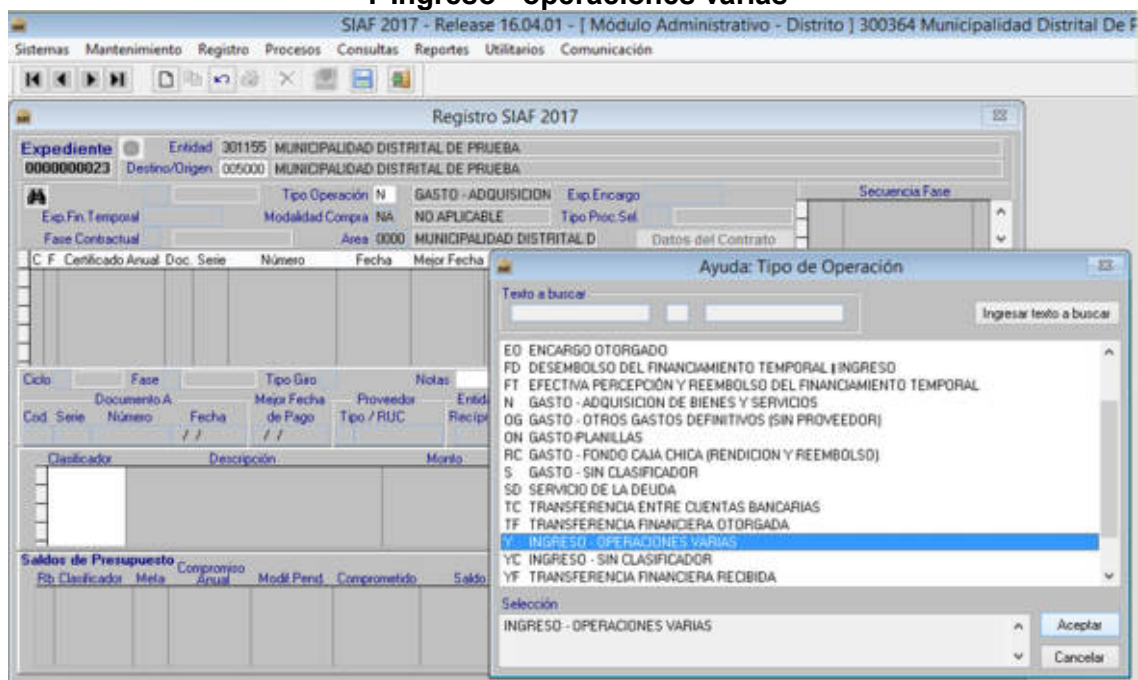 Y Ingreso - operaciones varias
SIAF 2017 - Release 16.04.01 - [ Módulo Administrativo - Distrito ] 300364 Municipalidad Distrital De P
Sistemas Mantenimiento Registro Procesos Consultas Reportes Utilitarios Comunicación
Registro SIAF 2017
Expediente Entidad 301155 MUNICIPALIDAD DISTRITAL DE PRUEBA
0000000023 Destino/Origen 005000 MUNICIPALIDAD DISTRITAL DE PRUEBA
Tipo Operación N GASTO - ADQUISICION Exp.Encargo Secuencia Fase
Exp.Fin.Temporal Modalidad Compra NA NO APLICABLE Tipo Proc.Sel.
Fase Contractual Area 0000 MUNICIPALIDAD DISTRITAL D Datos del Contrato
C F Certificado Anual Doc. Serie Número Fecha Mejor Fecha
Ayuda: Tipo de Operación
Texto a buscar
Ingresar texto a buscar
EO ENCARGO OTORGADO
FD DESEMBOLSO DEL FINANCIAMIENTO TEMPORAL INGRESO
FT EFECTIVA PERCEPCIÓN Y REEMBOLSO DEL FINANCIAMIENTO TEMPORAL
N GASTO - ADQUISICION DE BIENES Y SERVICIOS
OG GASTO - OTROS GASTOS DEFINITIVOS (SIN PROVEEDOR)
ON GASTO-PLANILLAS
RC GASTO - FONDO CAJA CHICA (RENDICION Y REEMBOLSO)
S GASTO - SIN CLASIFICADOR
SD SERVICIO DE LA DEUDA
TC TRANSFERENCIA ENTRE CUENTAS BANCARIAS
TF TRANSFERENCIA FINANCIERA OTORGADA
Y INGRESO - OPERACIONES VARIAS
YC INGRESO - SIN CLASIFICADOR
YF TRANSFERENCIA FINANCIERA RECIBIDA
Selección
INGRESO - OPERACIONES VARIAS
Aceptar
Cancelar
Ciclo Fase Tipo Giro Notas
Documento A Mejor Fecha Proveedor Entid
Cod Serie Número Fecha de Pago Tipo / RUC Recípr
/ / / /
Clasificador Descripción Monto
Saldos de Presupuesto Compromiso
Rb Clasificador Meta Anual Modif.Pend. Comprometido Saldo